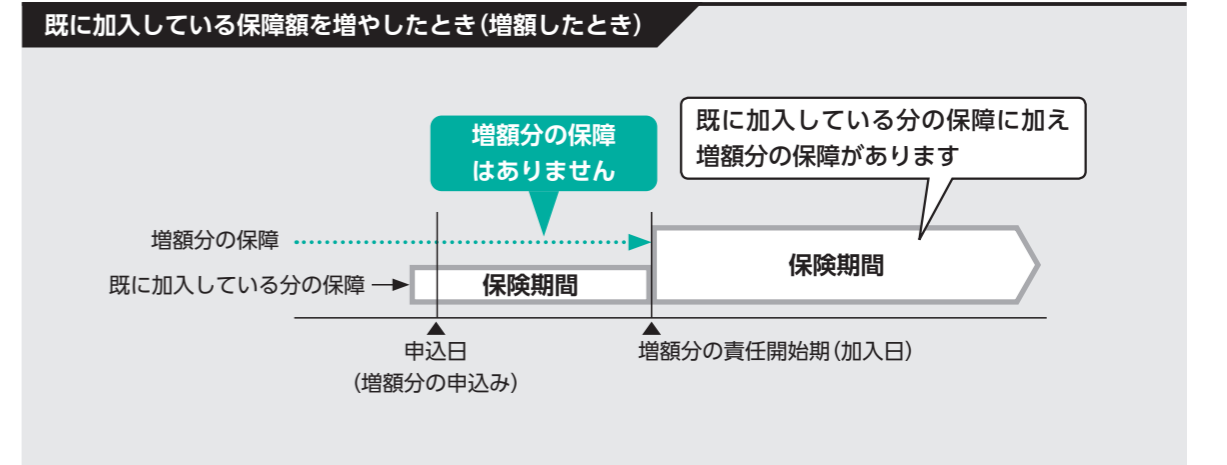 既に加入している保障額を増やしたとき(増額したとき)
増額分の保障
はありません
既に加入している分の保障に加え
増額分の保障があります
増額分の保障
保険期間
既に加入している分の保障
保険期間
申込日
(増額分の申込み)
増額分の責任開始期(加入日)